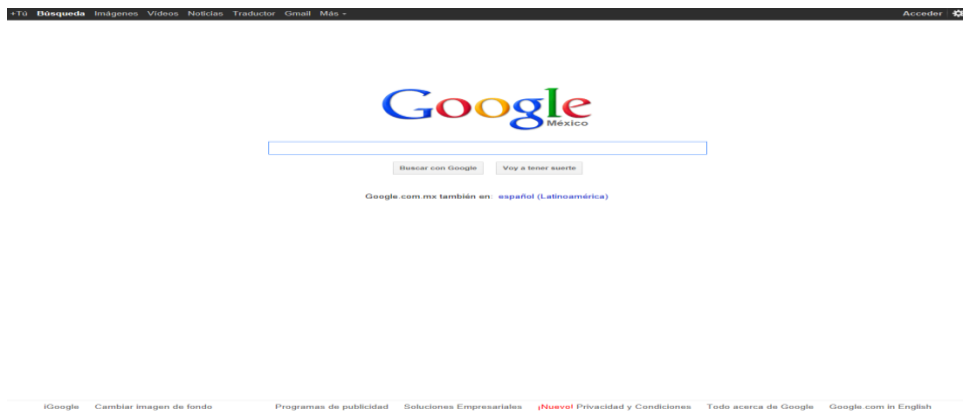 +Tú Búsqueda Imágenes Vídeos Noticias Traductor Gmail Más Acceder
Google
México
Buscar con Google Voy a tener suerte
Google.com.mx también en: español (Latinoamérica)
iGoogle Cambiar imagen de fondo Programas de publicidad Soluciones Empresariales ¡Nuevo! Privacidad y Condiciones Todo acerca de Google Google.com in English